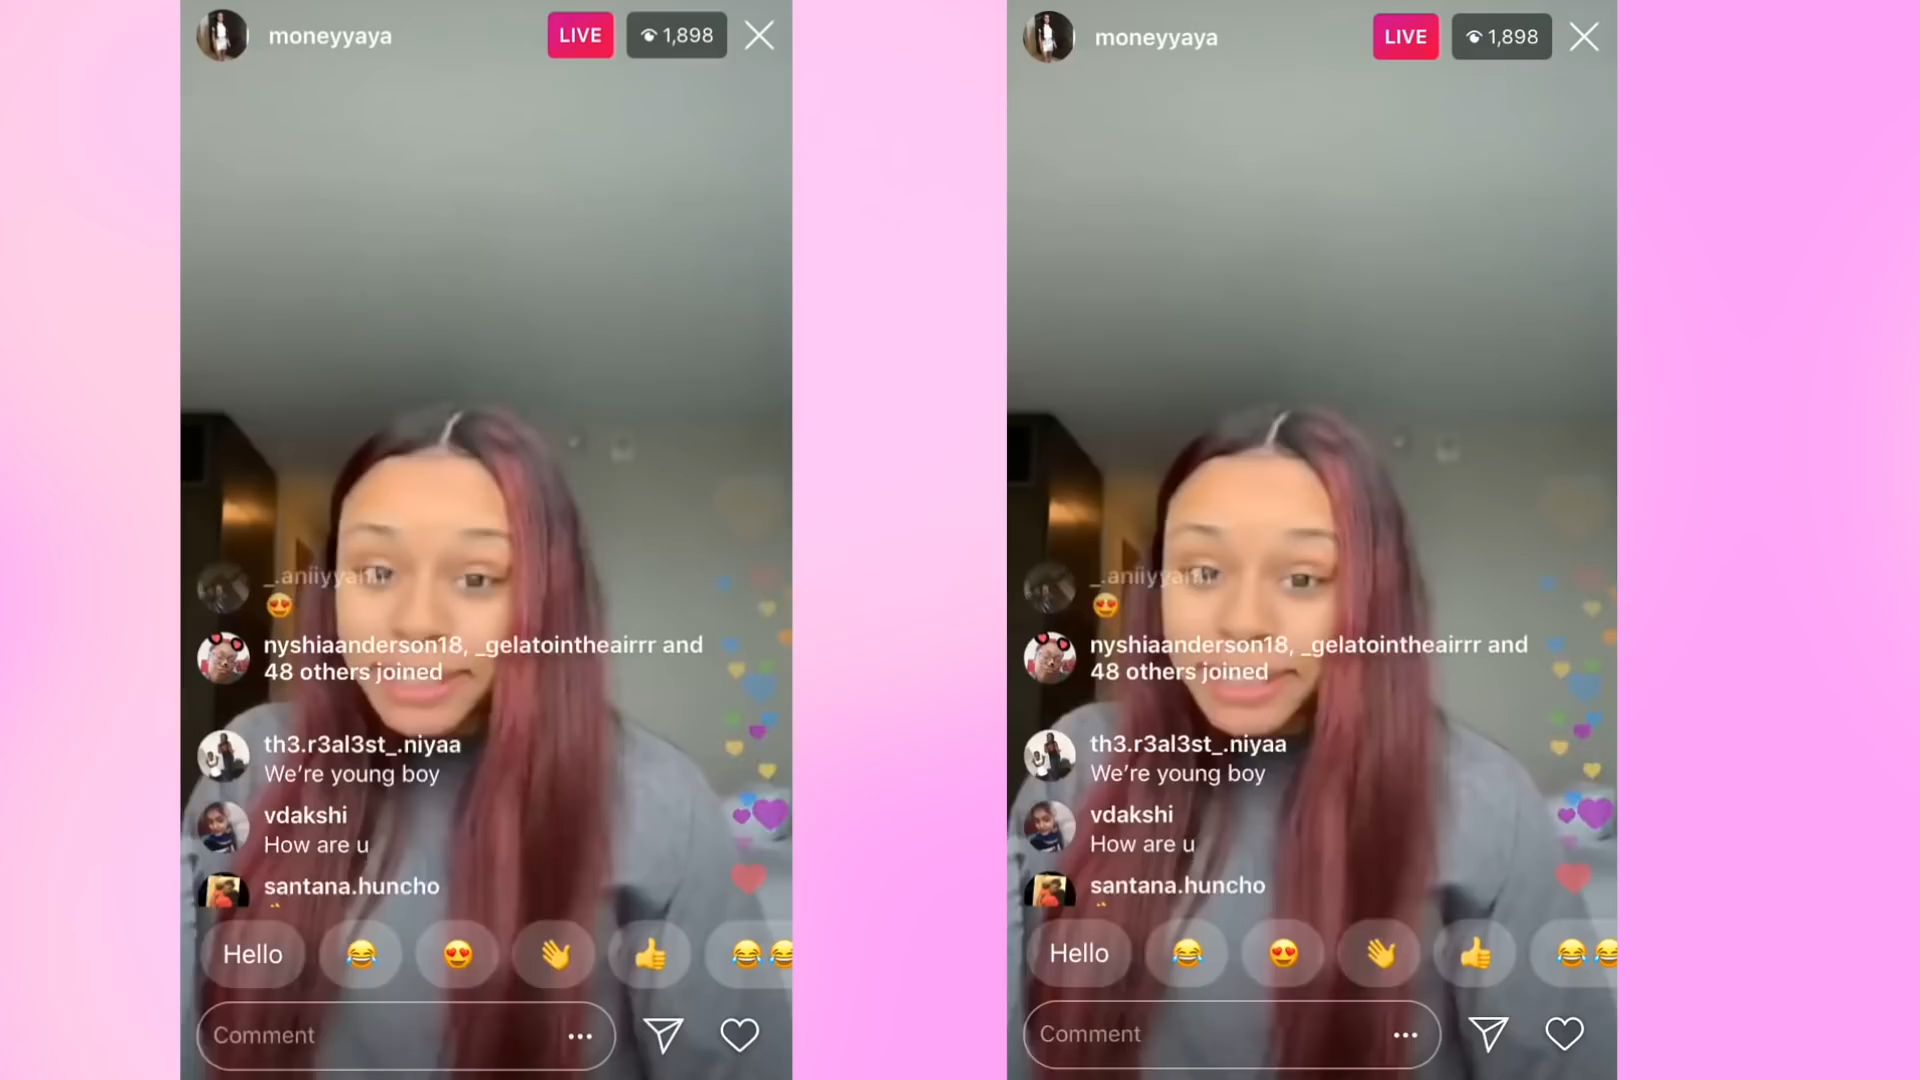 moneyyaya
LIVE
1,898
_.aniiyyahh
😍
nyshiaanderson18, _gelatointheairrr and
48 others joined
th3.r3al3st_.niyaa
We’re young boy
vdakshi
How are u
santana.huncho
Hello 😂 😍 👋 👍 😂😂
Comment
moneyyaya
LIVE
1,898
😍
nyshiaanderson18, _gelatointheairrr and
48 others joined
th3.r3al3st_.niyaa
We’re young boy
vdakshi
How are u
santana.huncho
Hello 😂 😍 👋 👍 😂😂
Comment